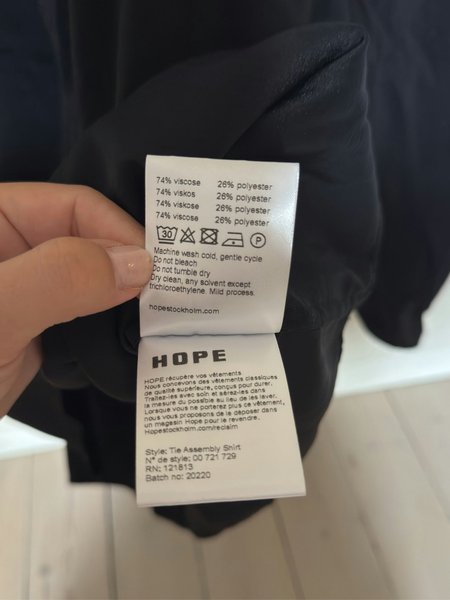 74% viscose 26% polyester
74% viskos 26% polyester
74% viskose 26% polyester
74% viscose 26% polyester
30 P
Machine wash cold, gentle cycle
Do not bleach
Do not tumble dry
Dry clean, any solvent except
trichloroethylene. Mild process.
hopestockholm.com
HOPE
HOPE récupère vos vêtements
Nous concevons des vêtements classiques
de qualité supérieure, conçus pour durer.
Traitez-les avec soin et aérez-les dans
la mesure du possible au lieu de les laver.
Lorsque vous ne porterez plus ce vêtement,
nous vous proposons de le déposer dans
un magasin Hope pour le revendre.
Hopestockholm.com/reclaim
Style: Tie Assembly Shirt
N° de style: 00 721 729
RN: 121813
Batch no: 20220